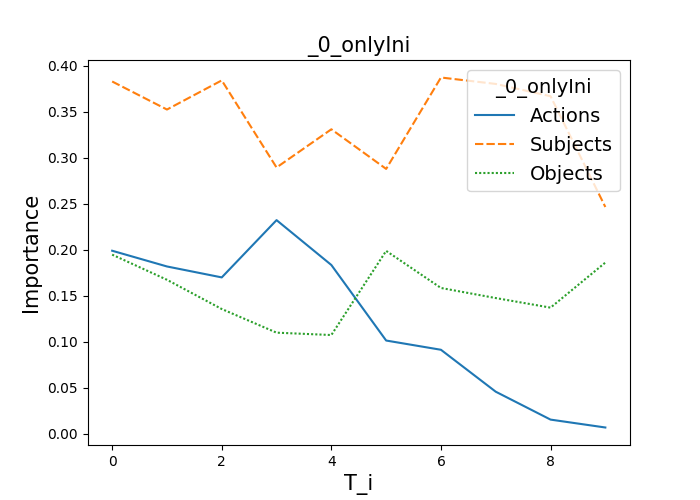 _0_onlyIni
0.40
0.35
0.30
0.25
0.20
0.15
0.10
0.05
0.00
Importance
_0_onlyIni
Actions
Subjects
Objects
0 2 4 6 8
T_i